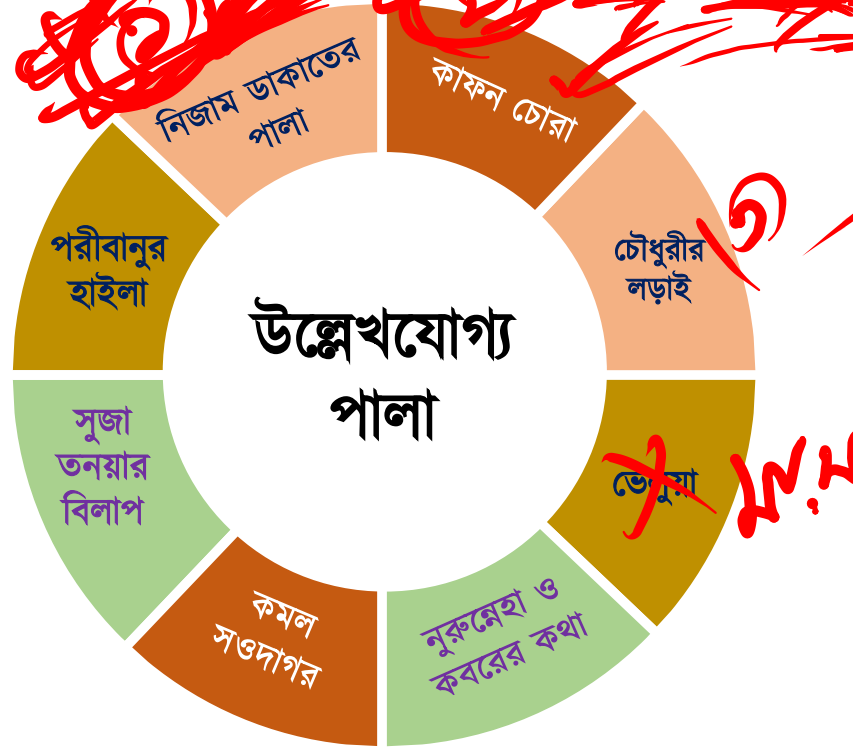 নিজাম ডাকাতের
পালা
কাফন চোরা
চৌধুরীর
লড়াই
ভেলুয়া
নুরুন্নেহা ও
কবরের কথা
কমল
সওদাগর
সুজা
তনয়ার
বিলাপ
পরীবানুর
হাইলা
উল্লেখযোগ্য
পালা